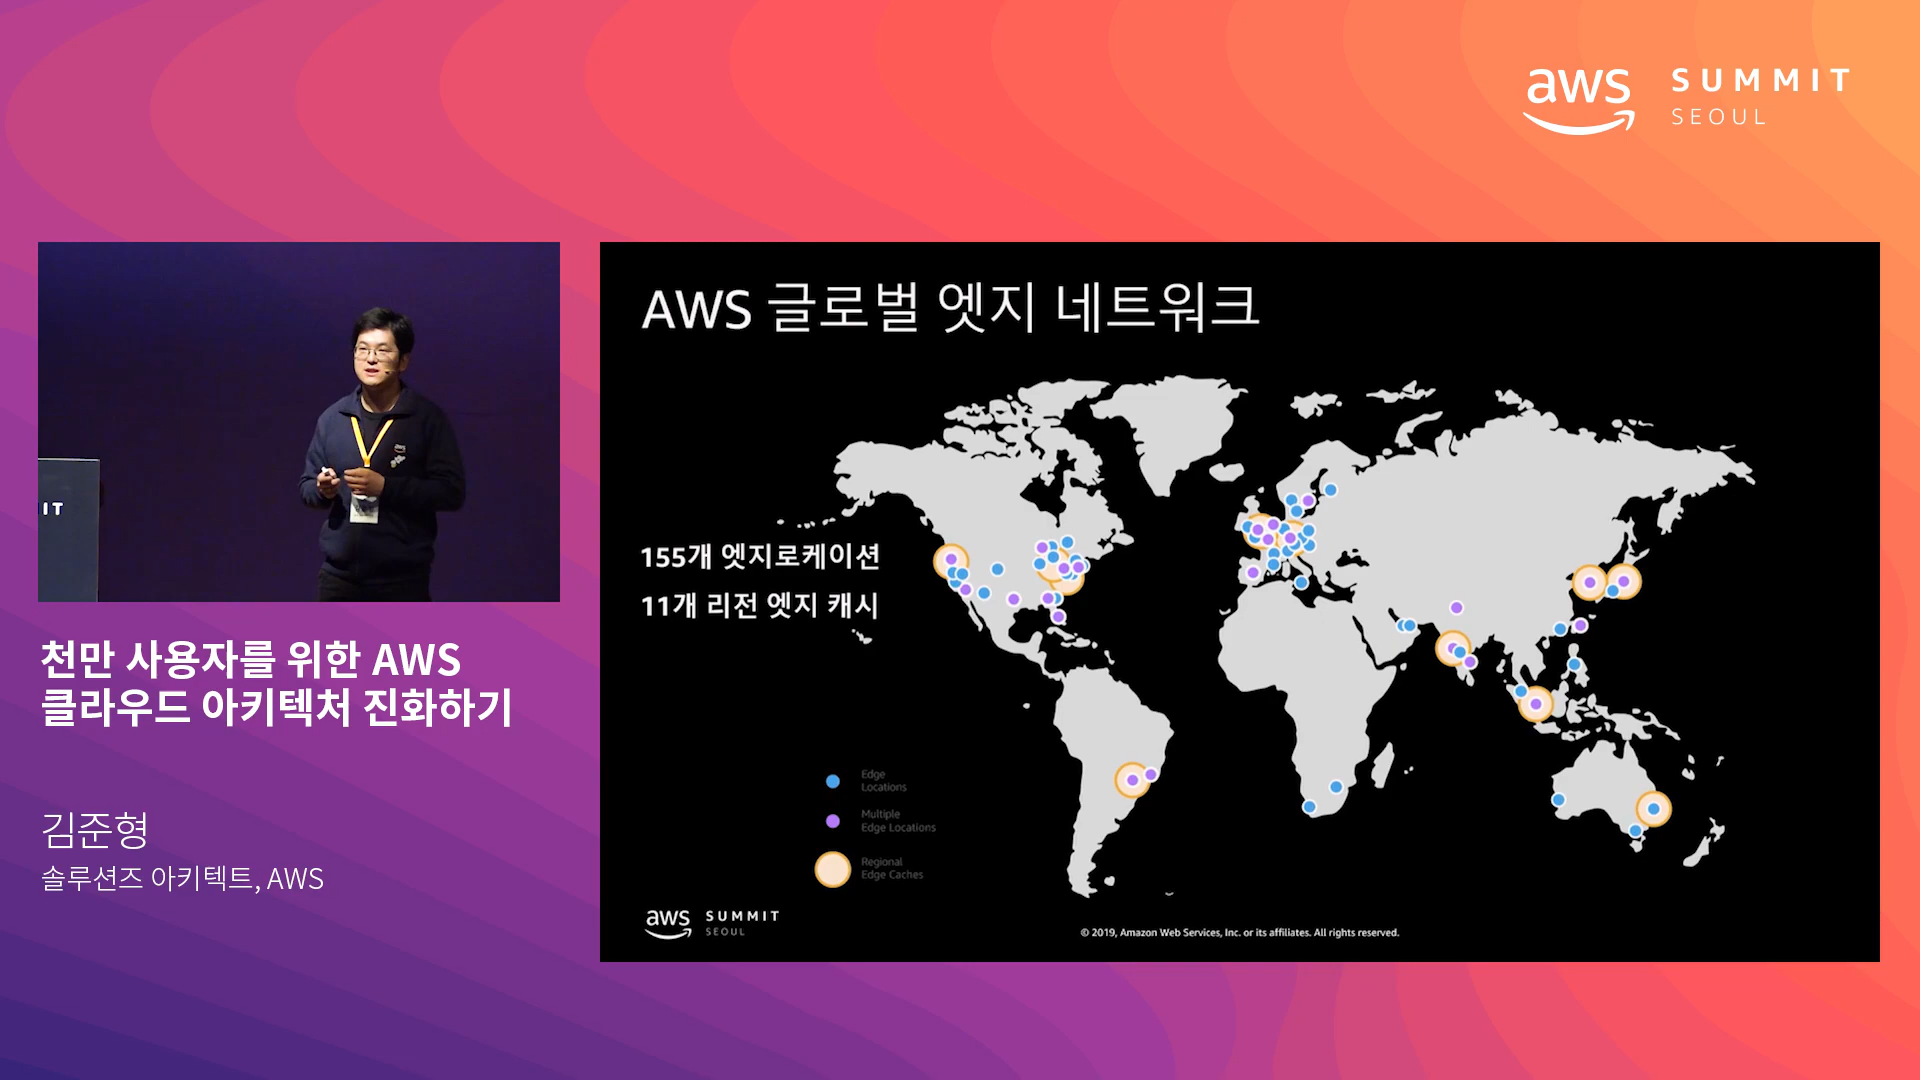 aws SUMMIT
SEOUL
IT
천만 사용자를 위한 AWS
클라우드 아키텍처 진화하기
김준형
솔루션즈 아키텍트, AWS
AWS 글로벌 엣지 네트워크
155개 엣지로케이션
11개 리전 엣지 캐시
Edge
Locations
Multiple
Edge Locations
Regional
Edge Caches
aws SUMMIT
SEOUL
© 2019, Amazon Web Services, Inc. or its affiliates. All rights reserved.